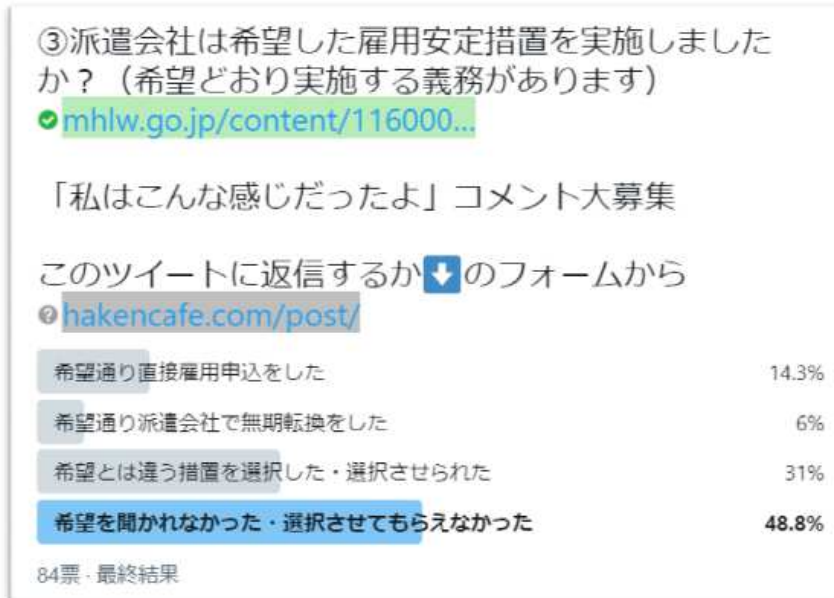 ③派遣会社は希望した雇用安定措置を実施しました
か？（希望どおり実施する義務があります）
mhlw.go.jp/content/116000...
「私はこんな感じだったよ」コメント大募集
このツイートに返信するか⬇のフォームから
hakencafe.com/post/
希望通り直接雇用申込をした 14.3%
希望通り派遣会社で無期転換をした 6%
希望とは違う措置を選択した・選択させられた 31%
希望を聞かれなかった・選択させてもらえなかった 48.8%
84票・最終結果